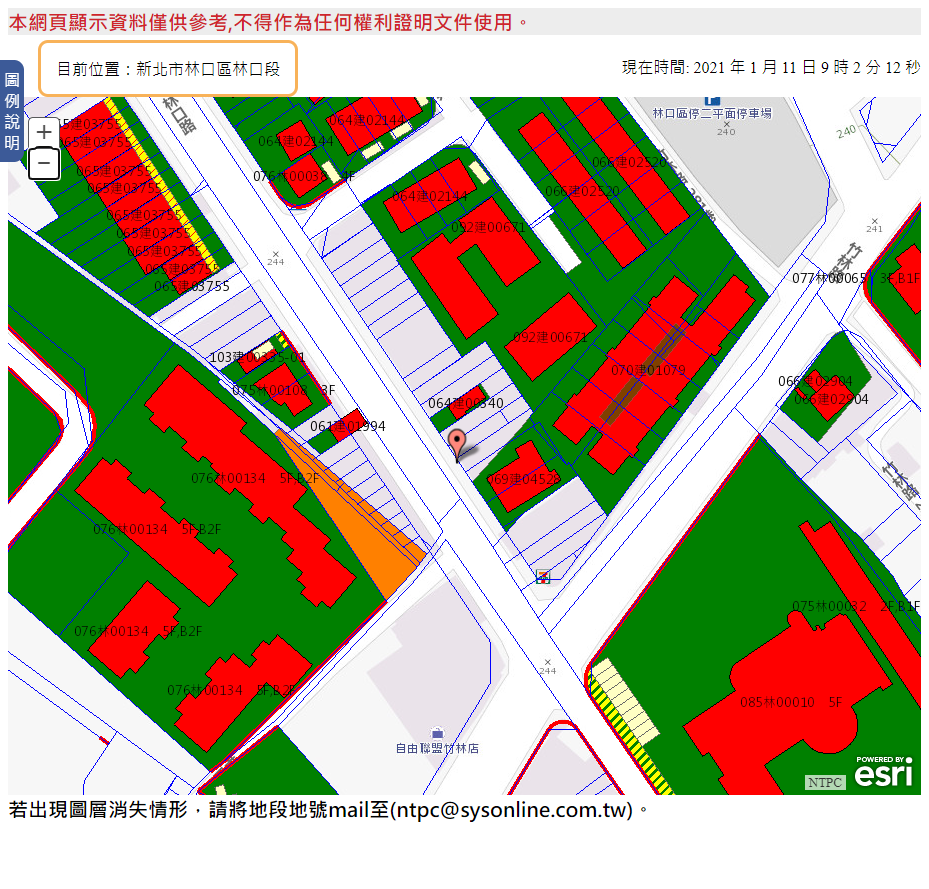 本網頁顯示資料僅供參考,不得作為任何權利證明文件使用。
目前位置：新北市林口區林口段
現在時間: 2021 年 1 月 11 日 9 時 2 分 12 秒
圖例說明
+
−
林口路
林口區停二平面停車場
240
240
065建03755
065建03755
065建03755
065建03755
065建03755
065建03755
065建03755
065建03755
065建03755
064建02144
064建02144
064建02144
066建02520
066建02520
092建00671
241
244
077林00065 3F,B1F
092建00671
103建00335-01
075林00108 3F
070建01079
066建02904
066建02904
064建00340
061建01994
076林00134 5F,B2F
069建04528
竹林路
076林00134 5F,B2F
075林00032 2F,B1F
076林00134 5F,B2F
244
076林00134 5F,B2F
085林00010 5F
自由聯盟竹林店
POWERED BY
esri
NTPC
若出現圖層消失情形，請將地段地號mail至(ntpc@sysonline.com.tw)。